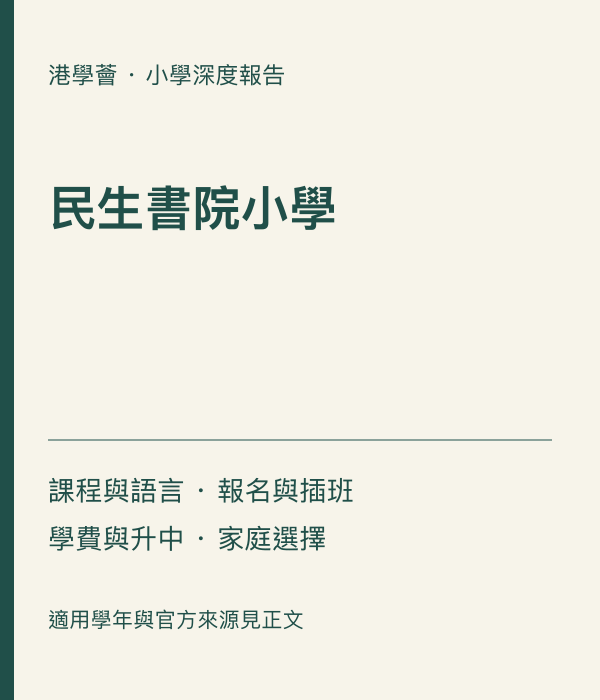 港學薈 · 小學深度報告
民生書院小學
課程與語言 · 報名與插班
學費與升中 · 家庭選擇
適用學年與官方來源見正文